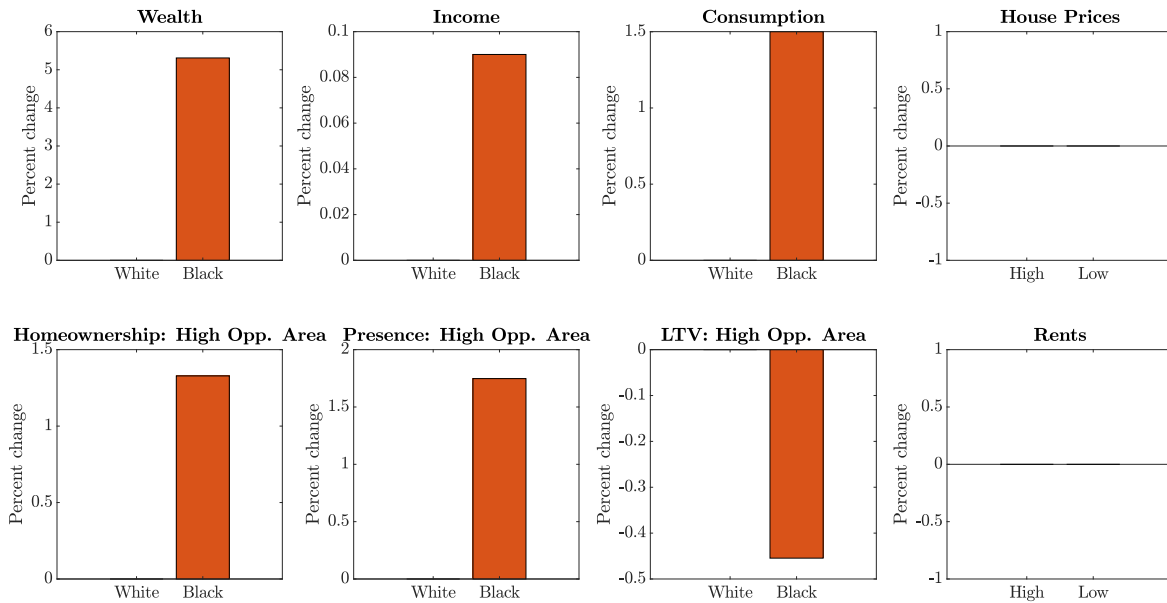 Wealth
Percent change
6
5
4
3
2
1
0
White Black
Income
Percent change
0.1
0.08
0.06
0.04
0.02
0
White Black
Consumption
Percent change
1.5
1
0.5
0
White Black
House Prices
Percent change
1
0.5
0
-0.5
-1
High Low
Homeownership: High Opp. Area
Percent change
1.5
1
0.5
0
White Black
Presence: High Opp. Area
Percent change
2
1.5
1
0.5
0
White Black
LTV: High Opp. Area
Percent change
0
-0.1
-0.2
-0.3
-0.4
-0.5
White Black
Rents
Percent change
1
0.5
0
-0.5
-1
High Low